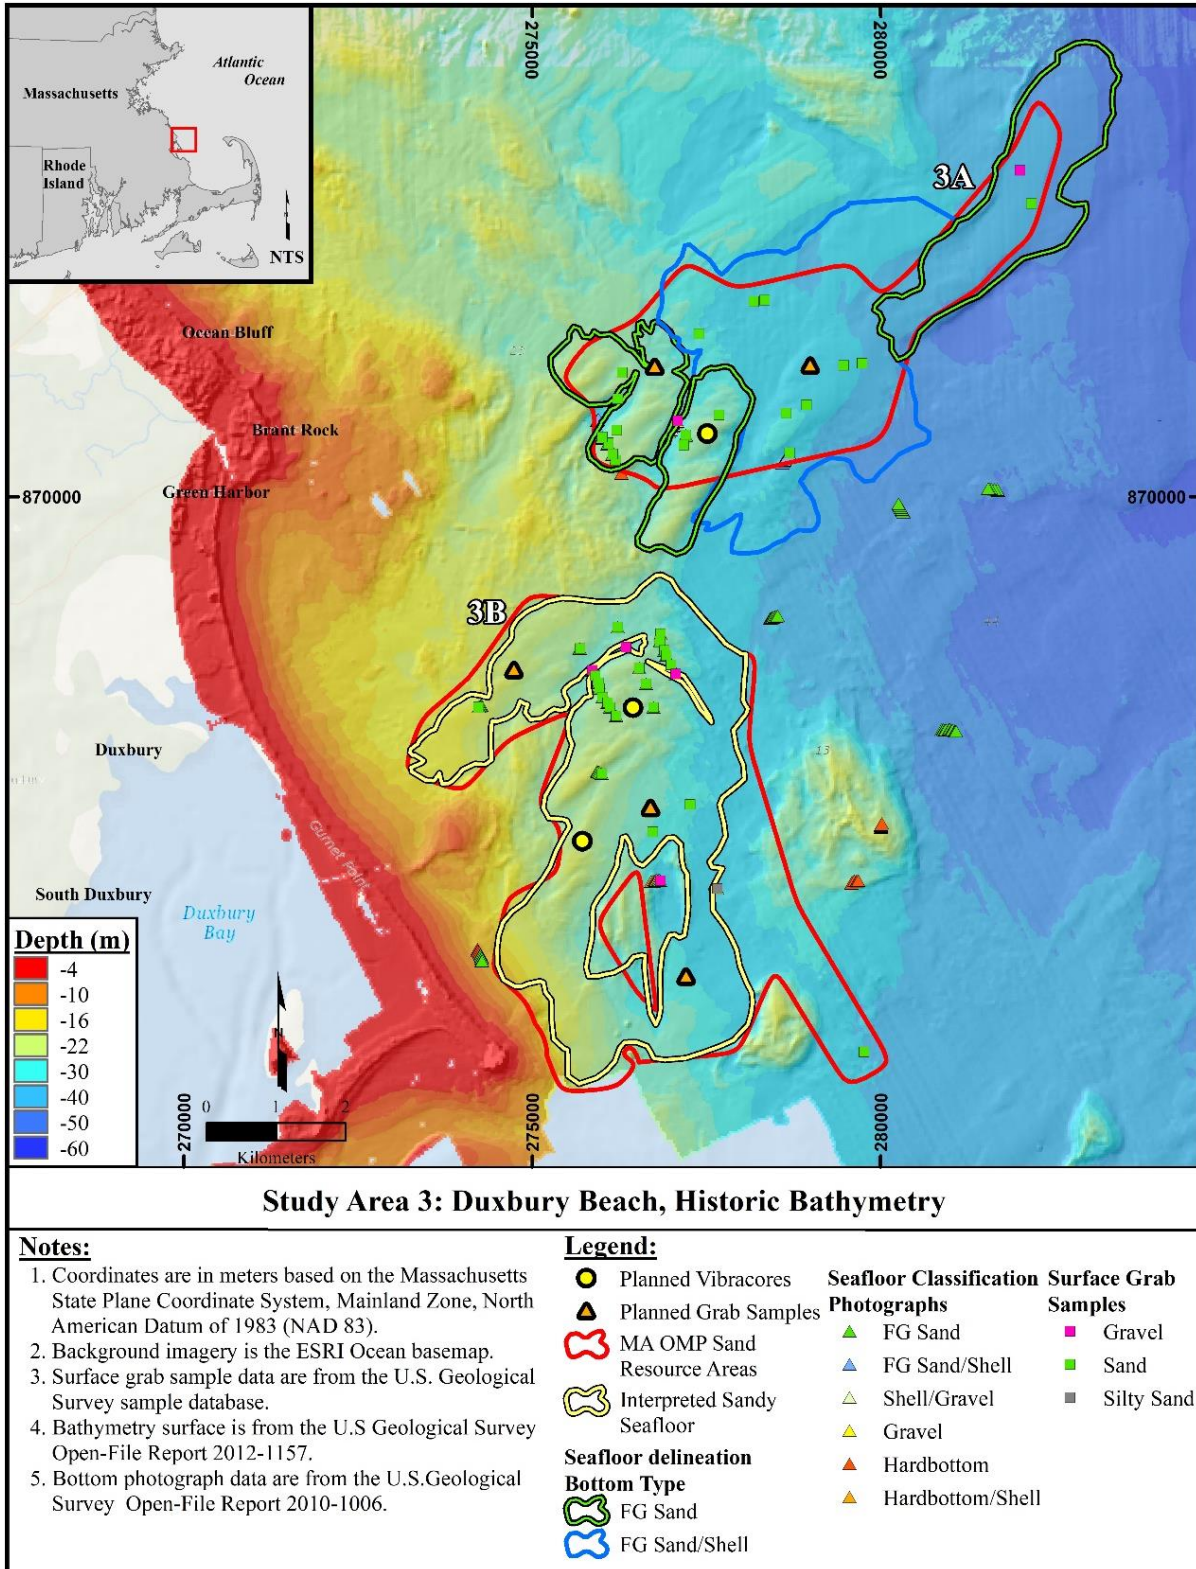 Atlantic
Ocean
Massachusetts
Rhode
Island
NTS
275000
280000
3A
Ocean Bluff
Brant Rock
Green Harbor
870000
870000
3B
Duxbury
13
Gurnet Point
South Duxbury
Duxbury
Bay
Depth (m)
-4
-10
-16
-22
-30
-40
-50
-60
N
0 1 2
Kilometers
270000
275000
280000
Study Area 3: Duxbury Beach, Historic Bathymetry
Notes:
1. Coordinates are in meters based on the Massachusetts
State Plane Coordinate System, Mainland Zone, North
American Datum of 1983 (NAD 83).
2. Background imagery is the ESRI Ocean basemap.
3. Surface grab sample data are from the U.S. Geological
Survey sample database.
4. Bathymetry surface is from the U.S Geological Survey
Open-File Report 2012-1157.
5. Bottom photograph data are from the U.S.Geological
Survey Open-File Report 2010-1006.
Legend:
Planned Vibracores
Planned Grab Samples
MA OMP Sand
Resource Areas
Interpreted Sandy
Seafloor
Seafloor delineation
Bottom Type
FG Sand
FG Sand/Shell
Seafloor Classification
Photographs
FG Sand
FG Sand/Shell
Shell/Gravel
Gravel
Hardbottom
Hardbottom/Shell
Surface Grab
Samples
Gravel
Sand
Silty Sand